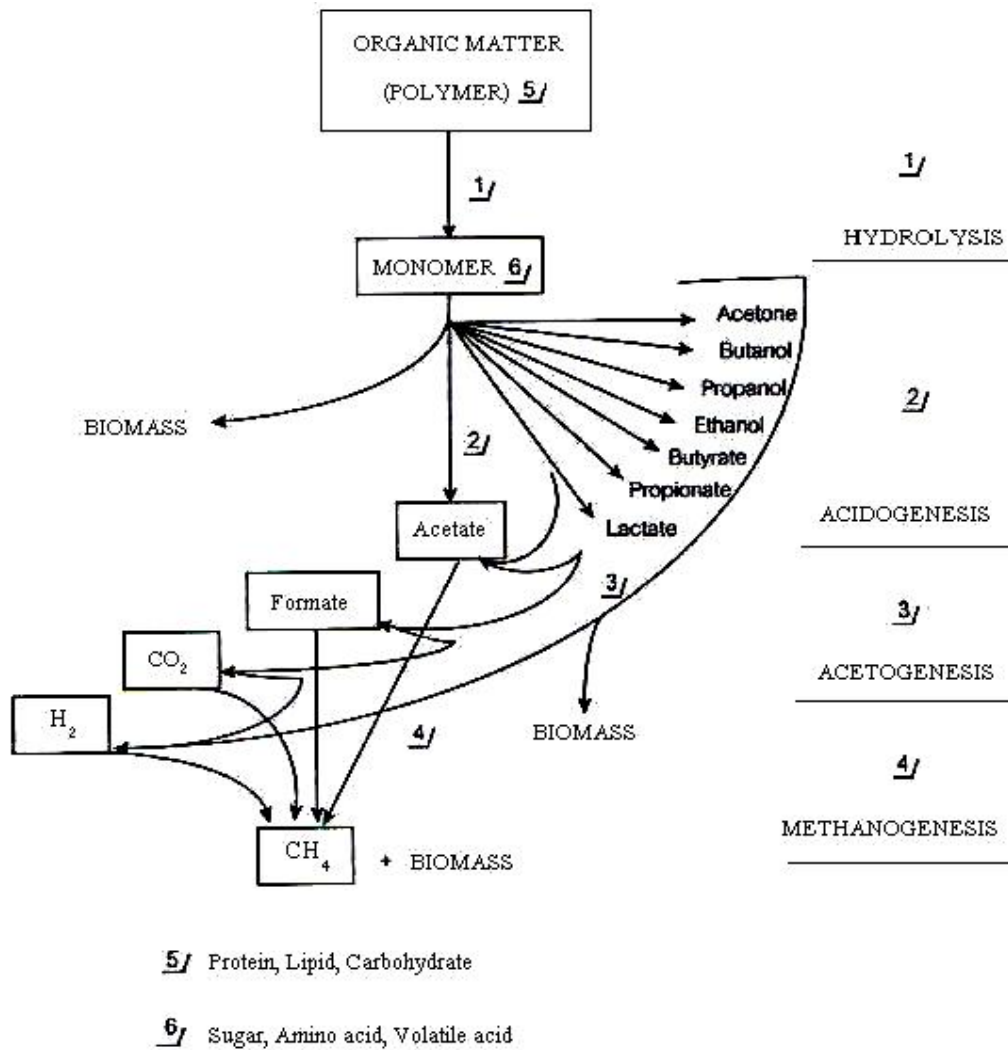 ORGANIC MATTER
(POLYMER) 5/
1/
1/
HYDROLYSIS
MONOMER 6/
Acetone
Butanol
Propanol
Ethanol
Butyrate
Propionate
Lactate
2/
BIOMASS
2/
ACIDOGENESIS
Acetate
3/
Formate
3/
CO2
ACETOGENESIS
H2
4/
BIOMASS
4/
METHANOGENESIS
CH4 + BIOMASS
5/ Protein, Lipid, Carbohydrate
6/ Sugar, Amino acid, Volatile acid